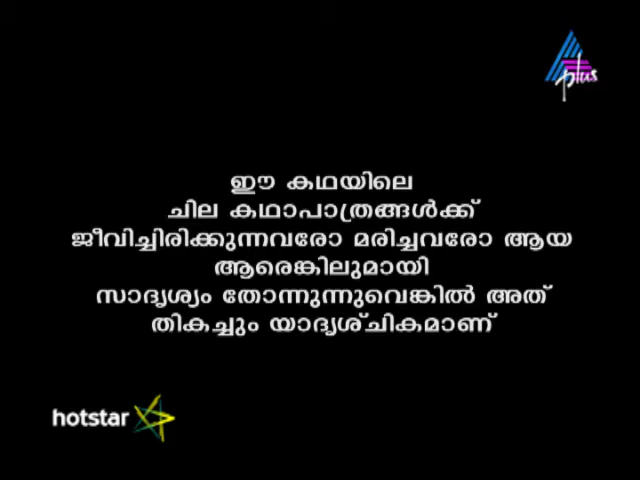 plus
ഈ കഥയിലെ
ചില കഥാപാത്രങ്ങൾക്ക്
ജീവിച്ചിരിക്കുന്നവരോ മരിച്ചവരോ ആയ
ആരെങ്കിലുമായി
സാദൃശ്യം തോന്നുന്നുവെങ്കിൽ അത്
തികച്ചും യാദൃശ്ചികമാണ്
hotstar